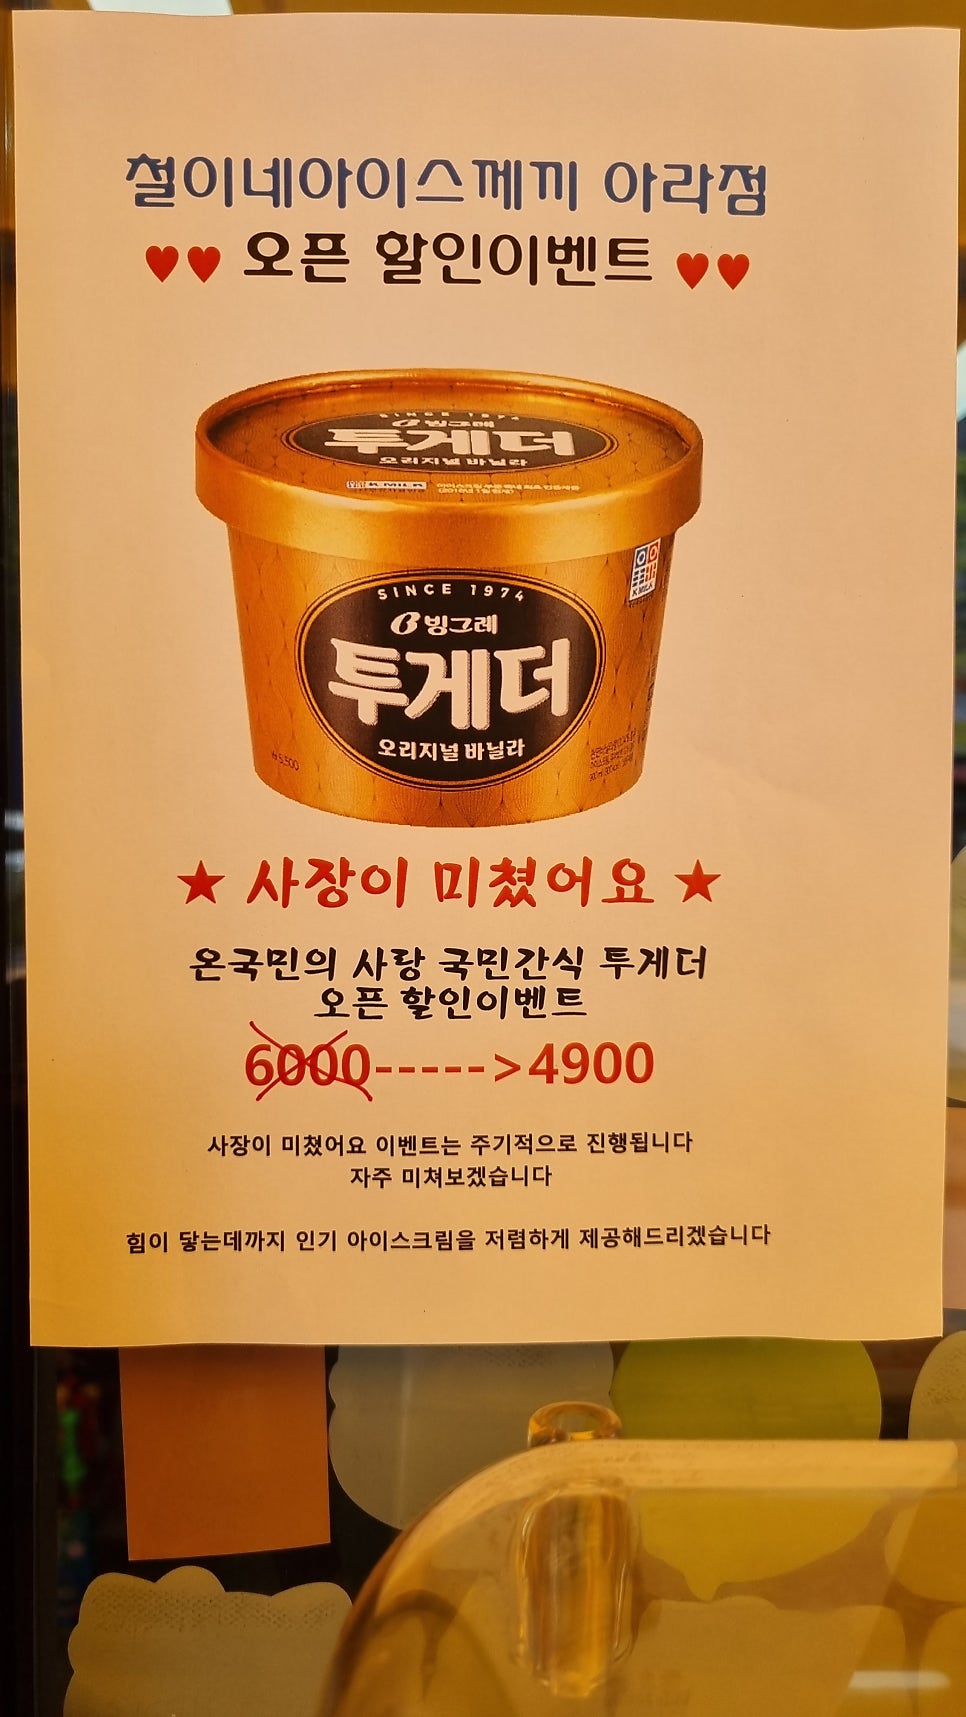 철이네아이스께끼 아라점
♥♥ 오픈 할인이벤트 ♥♥
SINCE 1974
빙그레
투게더
오리지널 바닐라
K MILK
SINCE 1974
빙그레
투게더
오리지널 바닐라
K MILK
₩5,500
★ 사장이 미쳤어요 ★
온국민의 사랑 국민간식 투게더
오픈 할인이벤트
6000----->4900
사장이 미쳤어요 이벤트는 주기적으로 진행됩니다
자주 미쳐보겠습니다
힘이 닿는데까지 인기 아이스크림을 저렴하게 제공해드리겠습니다